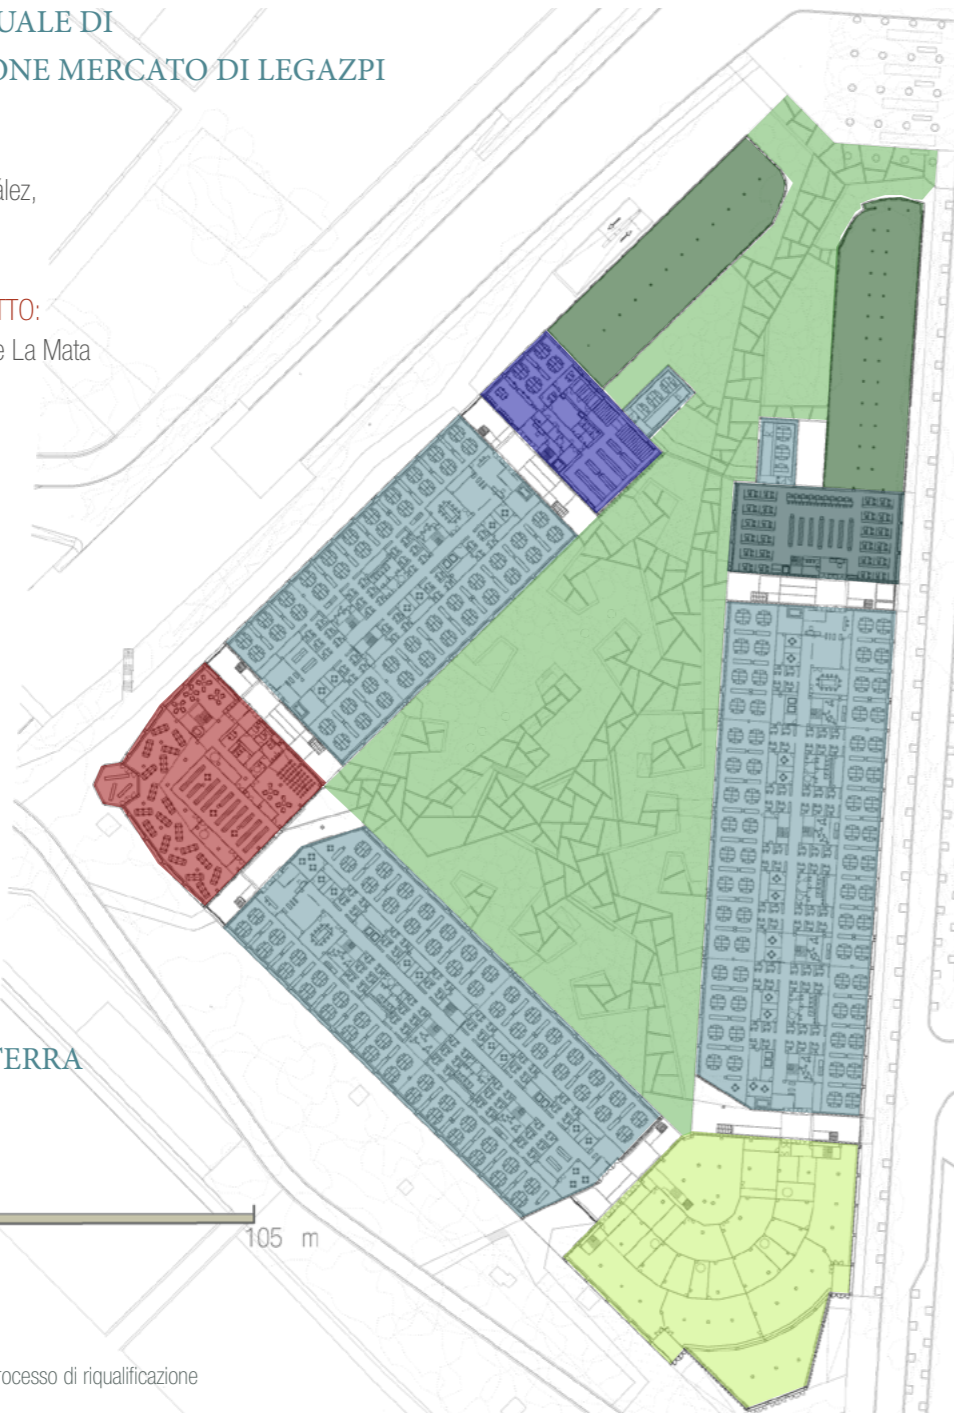 UALE DI
ONE MERCATO DI LEGAZPI
ález,
TTO:
e La Mata
TERRA
105 m
rocesso di riqualificazione